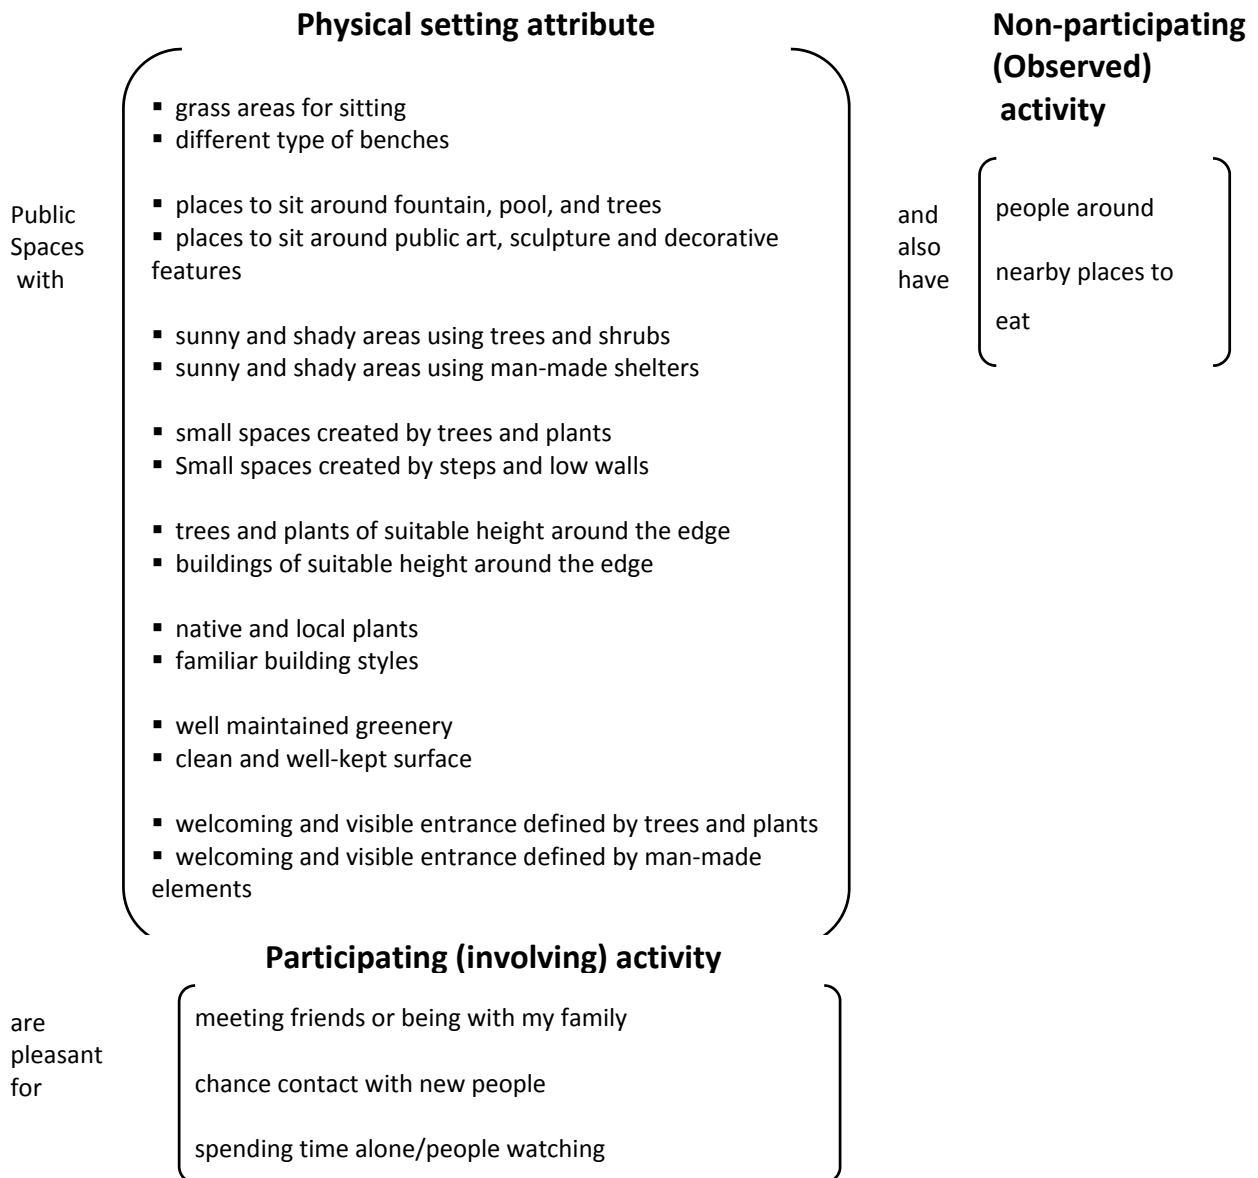 Physical setting attribute
Public
Spaces
with
▪ grass areas for sitting
▪ different type of benches
▪ places to sit around fountain, pool, and trees
▪ places to sit around public art, sculpture and decorative
features
▪ sunny and shady areas using trees and shrubs
▪ sunny and shady areas using man-made shelters
▪ small spaces created by trees and plants
▪ Small spaces created by steps and low walls
▪ trees and plants of suitable height around the edge
▪ buildings of suitable height around the edge
▪ native and local plants
▪ familiar building styles
▪ well maintained greenery
▪ clean and well-kept surface
▪ welcoming and visible entrance defined by trees and plants
▪ welcoming and visible entrance defined by man-made
elements
Non-participating
(Observed)
activity
and
also
have
people around
nearby places to
eat
Participating (involving) activity
are
pleasant
for
meeting friends or being with my family
chance contact with new people
spending time alone/people watching